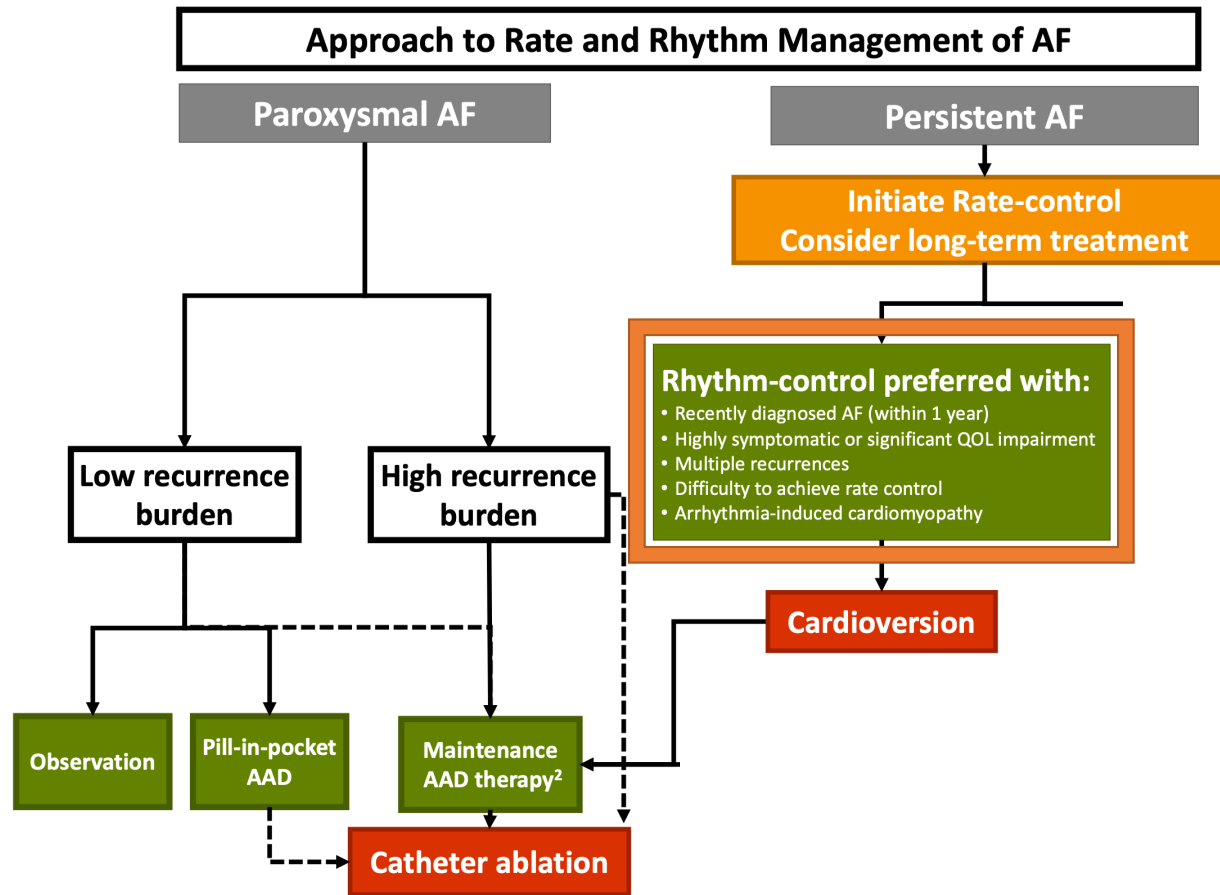 Approach to Rate and Rhythm Management of AF
Paroxysmal AF
Persistent AF
Initiate Rate-control
Consider long-term treatment
Rhythm-control preferred with:
• Recently diagnosed AF (within 1 year)
• Highly symptomatic or significant QOL impairment
• Multiple recurrences
• Difficulty to achieve rate control
• Arrhythmia-induced cardiomyopathy
Low recurrence
burden
High recurrence
burden
Cardioversion
Observation
Pill-in-pocket
AAD
Maintenance
AAD therapy²
Catheter ablation